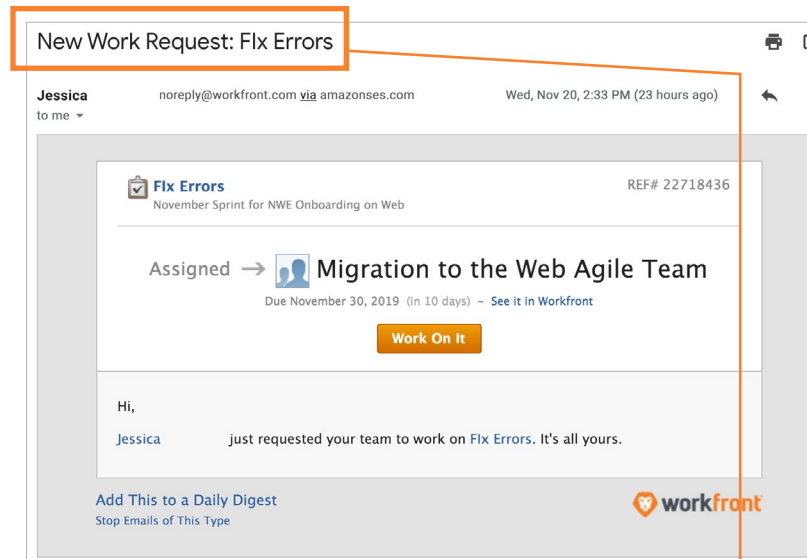 New Work Request: FIx Errors
Jessica noreply@workfront.com via amazonses.com Wed, Nov 20, 2:33 PM (23 hours ago)
to me
FIx Errors REF# 22718436
November Sprint for NWE Onboarding on Web
Assigned → Migration to the Web Agile Team
Due November 30, 2019 (in 10 days) – See it in Workfront
Work On It
Hi,
Jessica just requested your team to work on FIx Errors. It's all yours.
Add This to a Daily Digest
Stop Emails of This Type
workfront